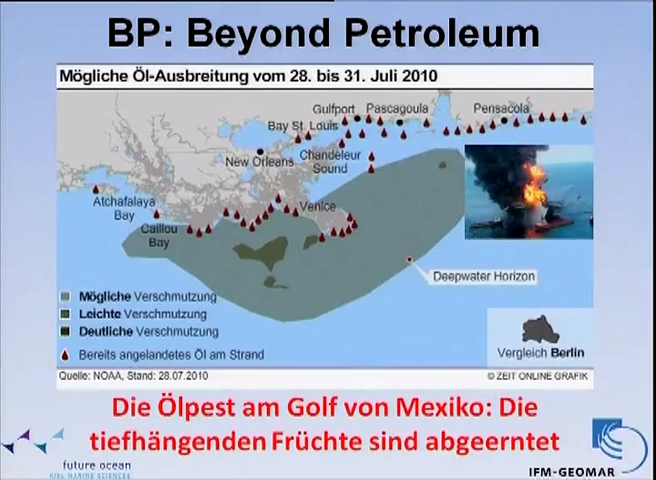 BP: Beyond Petroleum
Mögliche Öl-Ausbreitung vom 28. bis 31. Juli 2010
Gulfport
Pascagoula
Pensacola
Bay St. Louis
New Orleans
Chandeleur
Sound
Atchafalaya
Bay
Venice
Caillou
Bay
Deepwater Horizon
Mögliche Verschmutzung
Leichte Verschmutzung
Deutliche Verschmutzung
Bereits angelandetes Öl am Strand
Vergleich Berlin
Quelle: NOAA, Stand: 28.07.2010
© ZEIT ONLINE GRAFIK
Die Ölpest am Golf von Mexiko: Die
tiefhängenden Früchte sind abgeerntet
future ocean
KIEL MARINE SCIENCES
IFM-GEOMAR